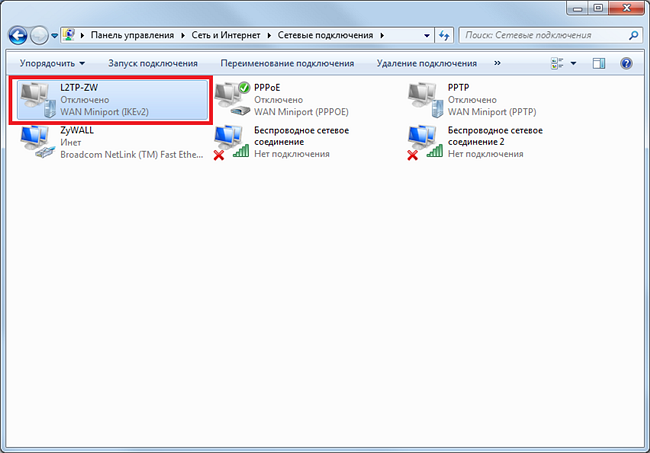 Панель управления Сеть и Интернет Сетевые подключения
Поиск: Сетевые подключения
Упорядочить Запуск подключения Переименование подключения Удаление подключения »
L2TP-ZW
Отключено
WAN Miniport (IKEv2)
PPPoE
Отключено
WAN Miniport (PPPOE)
PPTP
Отключено
WAN Miniport (PPTP)
ZyWALL
Инет
Broadcom NetLink (TM) Fast Ethe...
Беспроводное сетевое
соединение
Нет подключения
Беспроводное сетевое
соединение 2
Нет подключения